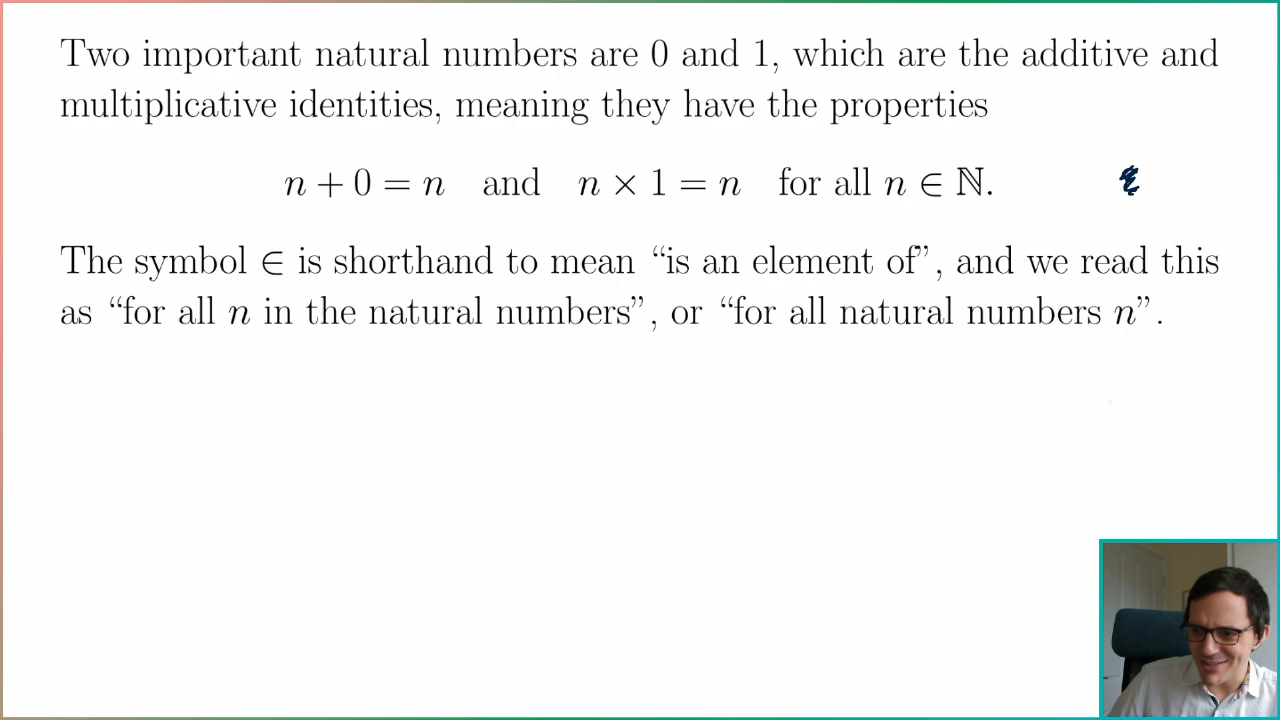 Two important natural numbers are 0 and 1, which are the additive and
multiplicative identities, meaning they have the properties
n + 0 = n and n × 1 = n for all n ∈ ℕ.
The symbol ∈ is shorthand to mean “is an element of”, and we read this
as “for all n in the natural numbers”, or “for all natural numbers n”.